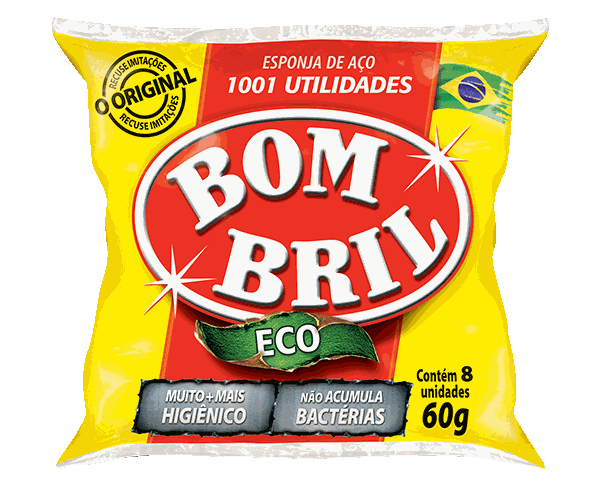 RECUSE IMITAÇÕES
O ORIGINAL
RECUSE IMITAÇÕES
ESPONJA DE AÇO
1001 UTILIDADES
BOM
BRIL
ECO
MUITO + MAIS
HIGIÊNICO
NÃO ACUMULA
BACTÉRIAS
Contém 8
unidades
60g